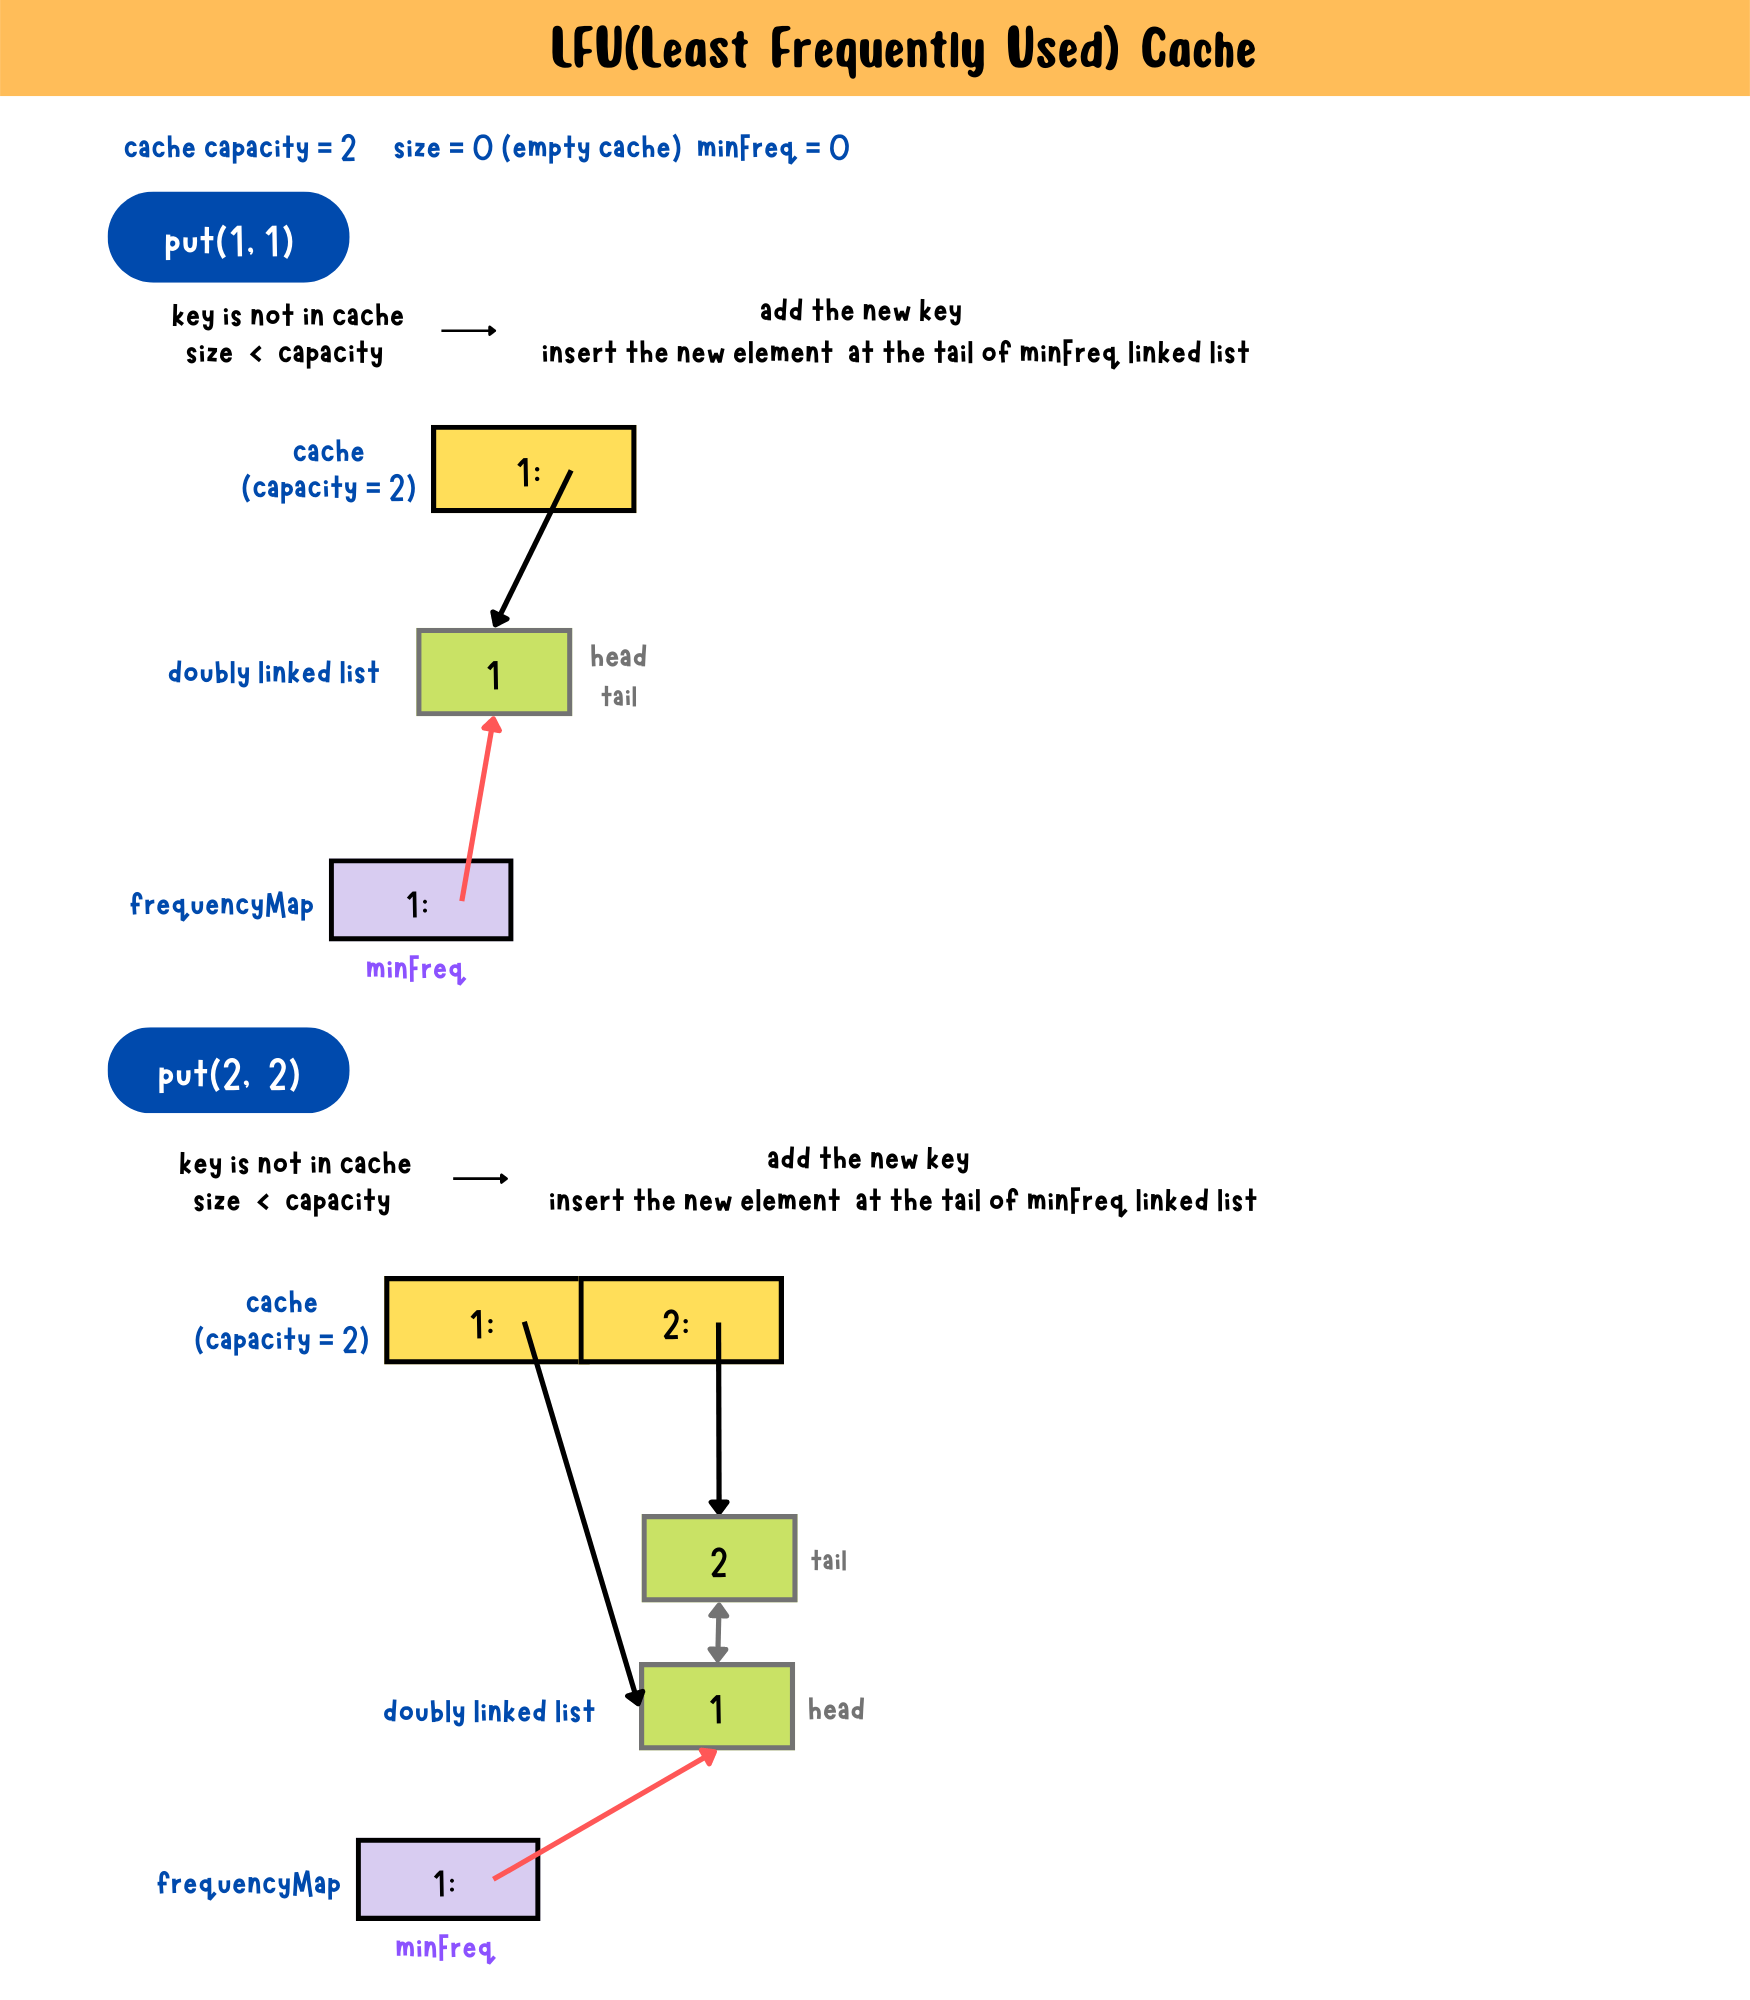 LFU(Least Frequently Used) Cache
cache capacity = 2 size = 0 (empty cache) minFreq = 0
put(1, 1)
key is not in cache
size < capacity
add the new key
insert the new element at the tail of minFreq linked list
cache
(capacity = 2)
1:
doubly linked list
1
head
tail
frequencyMap
1:
minFreq
put(2, 2)
key is not in cache
size < capacity
add the new key
insert the new element at the tail of minFreq linked list
cache
(capacity = 2)
1:
2:
2
tail
doubly linked list
1
head
frequencyMap
1:
minFreq